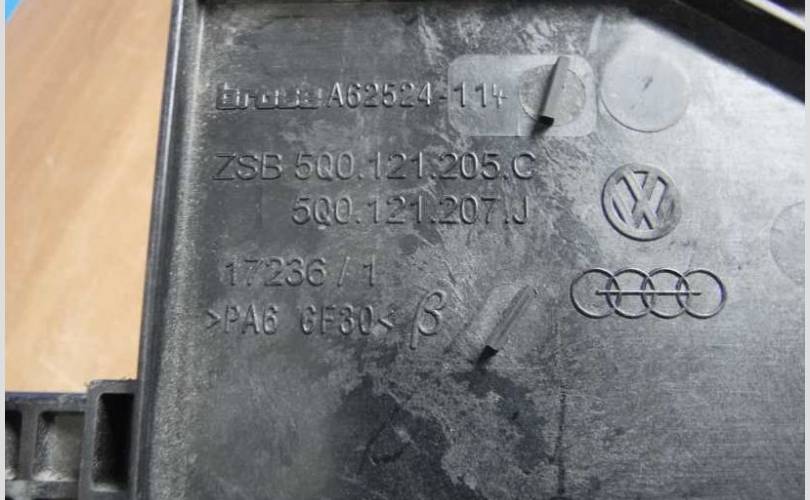 brose A62524-114
ZSB 5Q0.121.205.C
5Q0.121.207.J
17236/1
>PA6 GF30< β